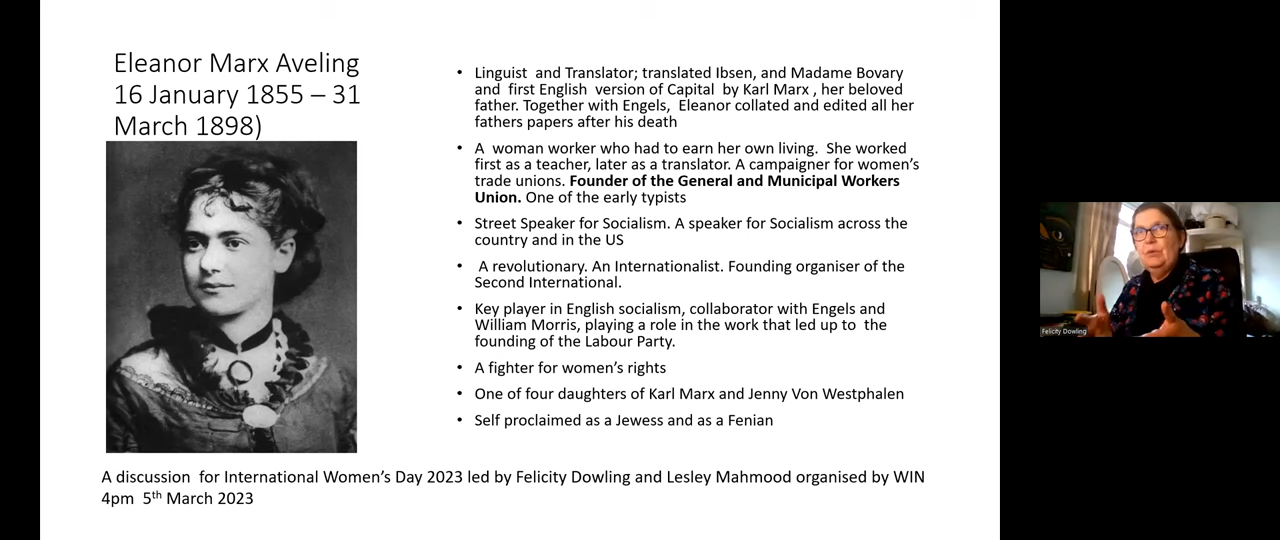 Eleanor Marx Aveling
16 January 1855 – 31
March 1898)
• Linguist  and Translator; translated Ibsen, and Madame Bovary
and  first English  version of Capital  by Karl Marx , her beloved
father. Together with Engels,  Eleanor collated and edited all her
fathers papers after his death
• A  woman worker who had to earn her own living.  She worked
first as a teacher, later as a translator. A campaigner for women’s
trade unions. Founder of the General and Municipal Workers
Union. One of the early typists
• Street Speaker for Socialism. A speaker for Socialism across the
country and in the US
• A revolutionary. An Internationalist. Founding organiser of the
Second International.
• Key player in English socialism, collaborator with Engels and
William Morris, playing a role in the work that led up to  the
founding of the Labour Party.
• A fighter for women’s rights
• One of four daughters of Karl Marx and Jenny Von Westphalen
• Self proclaimed as a Jewess and as a Fenian
A discussion  for International Women’s Day 2023 led by Felicity Dowling and Lesley Mahmood organised by WIN
4pm  5th March 2023
Felicity Dowling